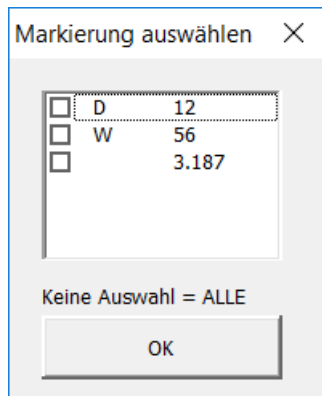 Markierung auswählen
D 12
W 56
3.187
Keine Auswahl = ALLE
OK